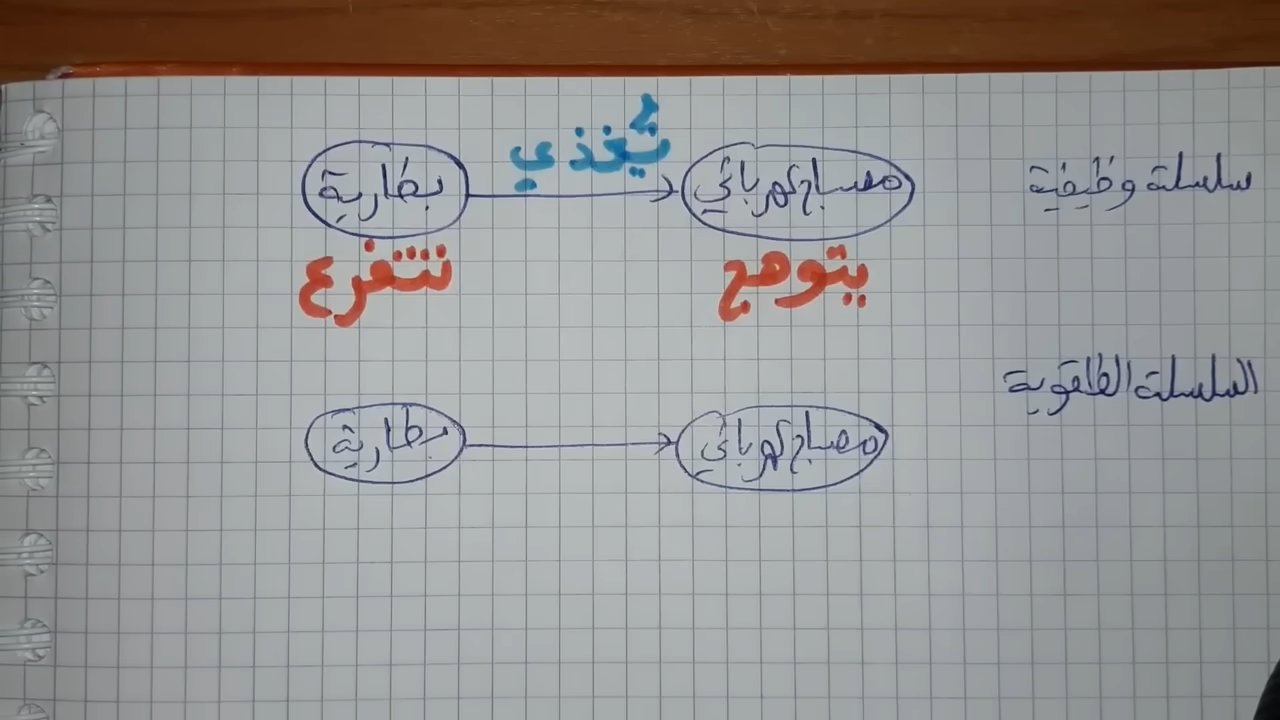 يُغذي
سلسلة وظيفية مصباح كهربائي بطارية
يتوهج تتفرغ
السلسلة الطاقوية
مصباح كهربائي بطارية